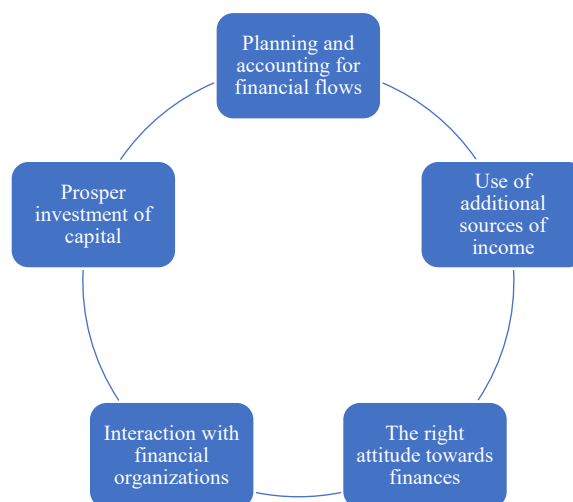 Planning and
accounting for
financial flows
Use of
additional
sources of
income
The right
attitude towards
finances
Interaction with
financial
organizations
Prosper
investment of
capital